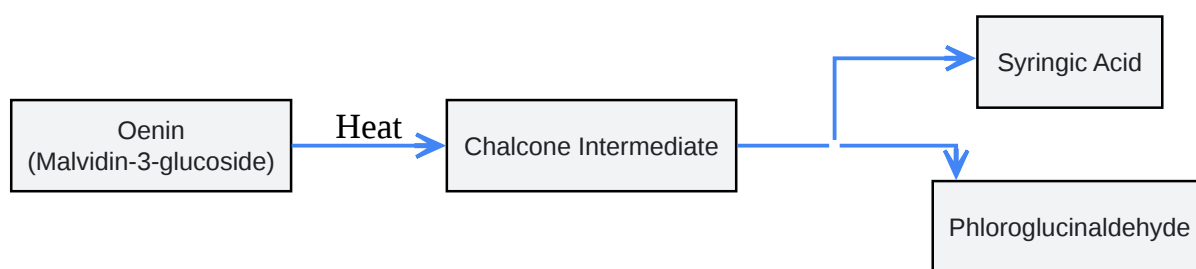 Oenin
(Malvidin-3-glucoside)
Heat
Chalcone Intermediate
Syringic Acid
Phloroglucinaldehyde